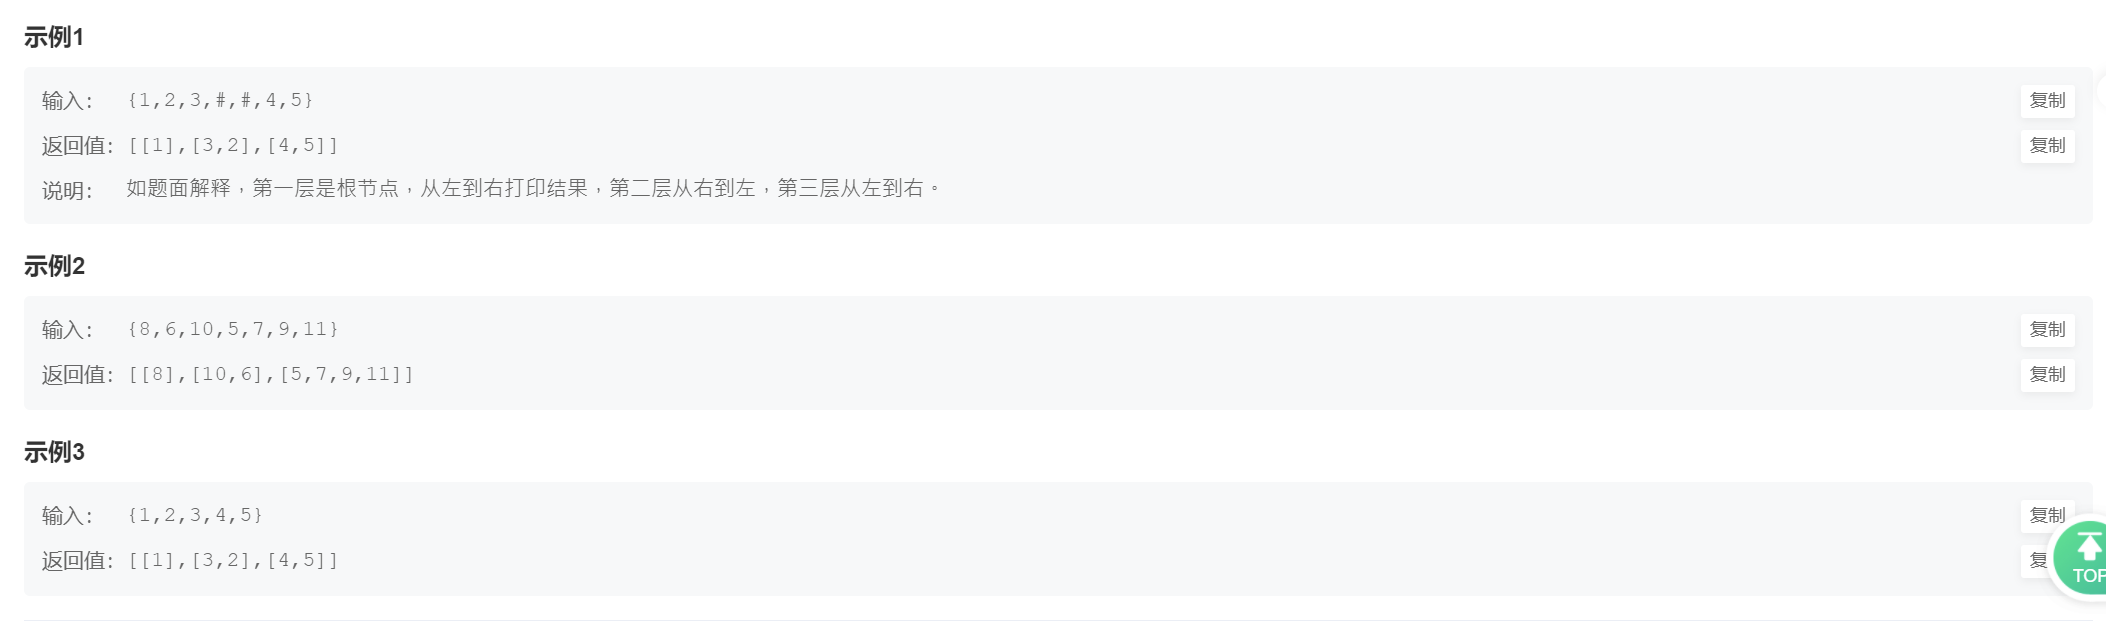 示例1
输入： {1,2,3,#,#,4,5}
复制
返回值： [[1],[3,2],[4,5]]
复制
说明： 如题面解释，第一层是根节点，从左到右打印结果，第二层从右到左，第三层从左到右。
示例2
输入： {8,6,10,5,7,9,11}
复制
返回值： [[8],[10,6],[5,7,9,11]]
复制
示例3
输入： {1,2,3,4,5}
复制
返回值： [[1],[3,2],[4,5]]
复
TOP